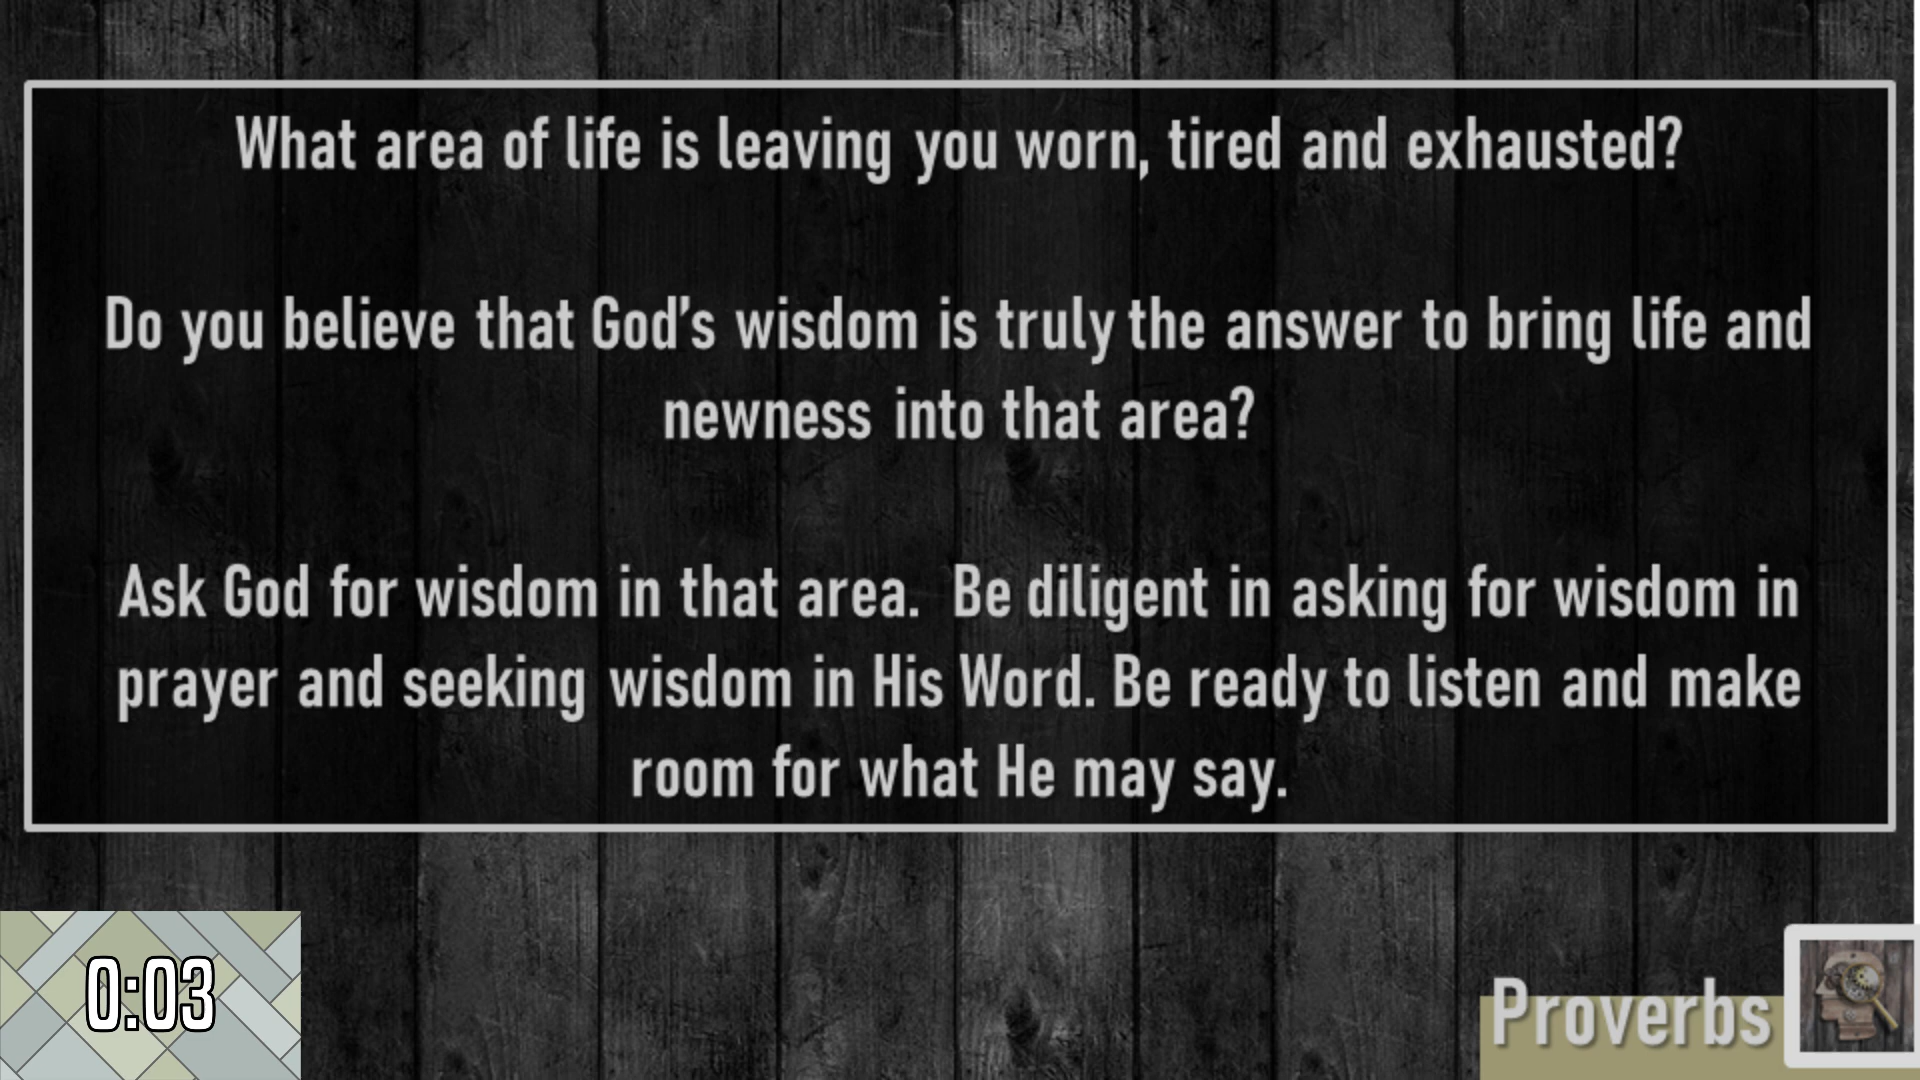 What area of life is leaving you worn, tired and exhausted?
Do you believe that God’s wisdom is truly the answer to bring life and
newness into that area?
Ask God for wisdom in that area.  Be diligent in asking for wisdom in
prayer and seeking wisdom in His Word. Be ready to listen and make
room for what He may say.
0:03
Proverbs